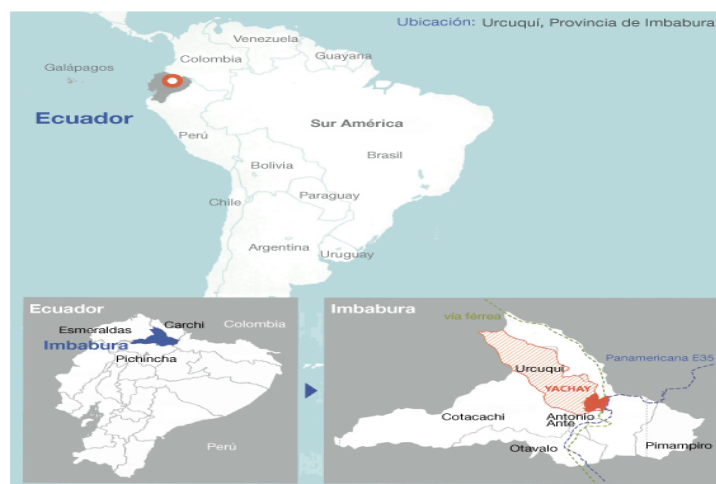 Ubicación: Urcuquí, Provincia de Imbabura
Venezuela
Guayana
Colombia
Galápagos
Ecuador
Sur América
Perú
Brasil
Bolivia
Paraguay
Chile
Argentina
Uruguay
Ecuador
Colombia
Esmeraldas
Carchi
Imbabura
Pichincha
Perú
Imbabura
vía férrea
Panamericana E35
Urcuquí
YACHAY
Cotacachi
Antonio
Ante
Otavalo
Pimampiro